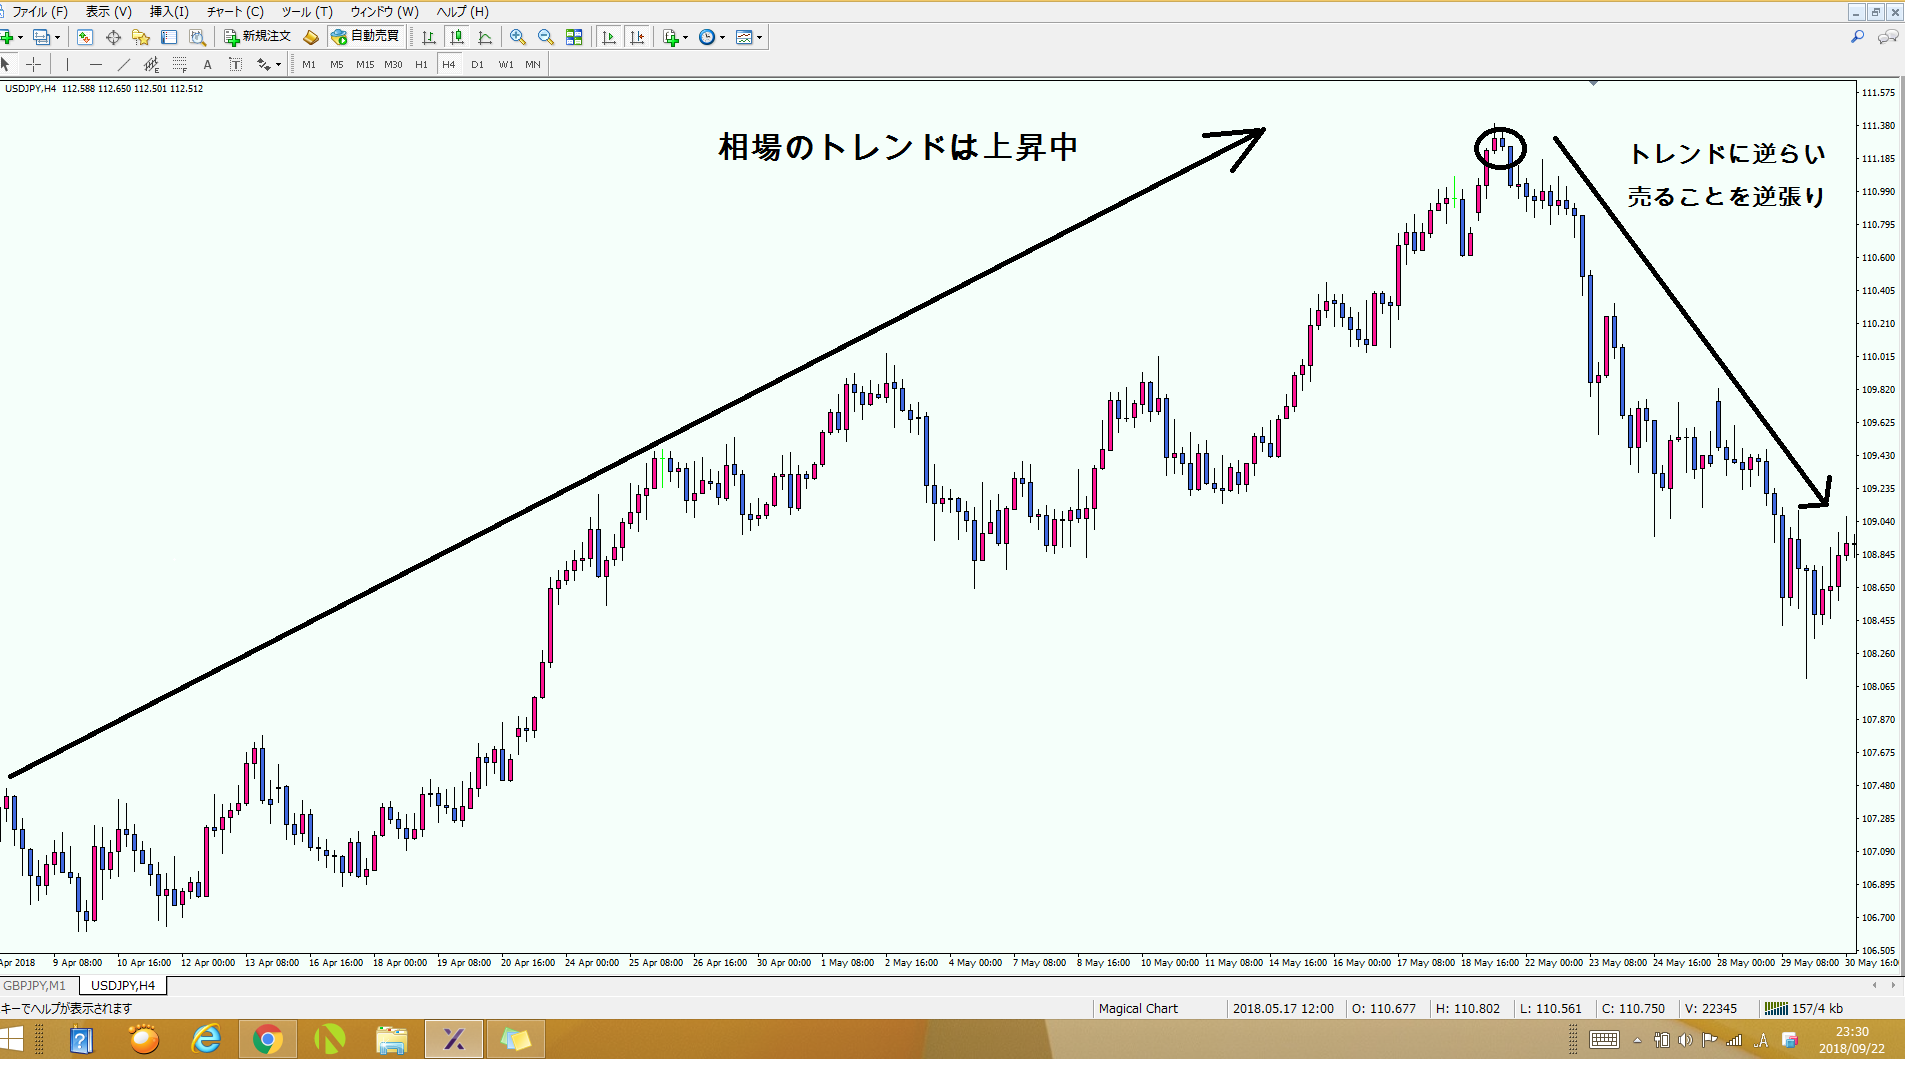 ファイル (F) 表示 (V) 挿入(I) チャート (C) ツール (T) ウィンドウ (W) ヘルプ (H)
新規注文 自動売買
A T M1 M5 M15 M30 H1 H4 D1 W1 MN
USDJPY,H4 112.588 112.650 112.501 112.512
相場のトレンドは上昇中
トレンドに逆らい
売ることを逆張り
111.575
111.380
111.185
110.990
110.795
110.600
110.405
110.210
110.015
109.820
109.625
109.430
109.235
109.040
108.845
108.650
108.455
108.260
108.065
107.870
107.675
107.480
107.285
107.090
106.895
106.700
106.505
Apr 2018 9 Apr 08:00 10 Apr 16:00 12 Apr 00:00 13 Apr 08:00 16 Apr 16:00 18 Apr 00:00 19 Apr 08:00 20 Apr 16:00 24 Apr 00:00 25 Apr 08:00 26 Apr 16:00 30 Apr 00:00 1 May 08:00 2 May 16:00 4 May 00:00 7 May 08:00 8 May 16:00 10 May 00:00 11 May 08:00 14 May 16:00 16 May 00:00 17 May 08:00 18 May 16:00 22 May 00:00 23 May 08:00 24 May 16:00 28 May 00:00 29 May 08:00 30 May 16:00
GBPJPY,M1 USDJPY,H4
キーでヘルプが表示されます Magical Chart 2018.05.17 12:00 O: 110.677 H: 110.802 L: 110.561 C: 110.750 V: 22345 157/4 kb
A 23:30
2018/09/22